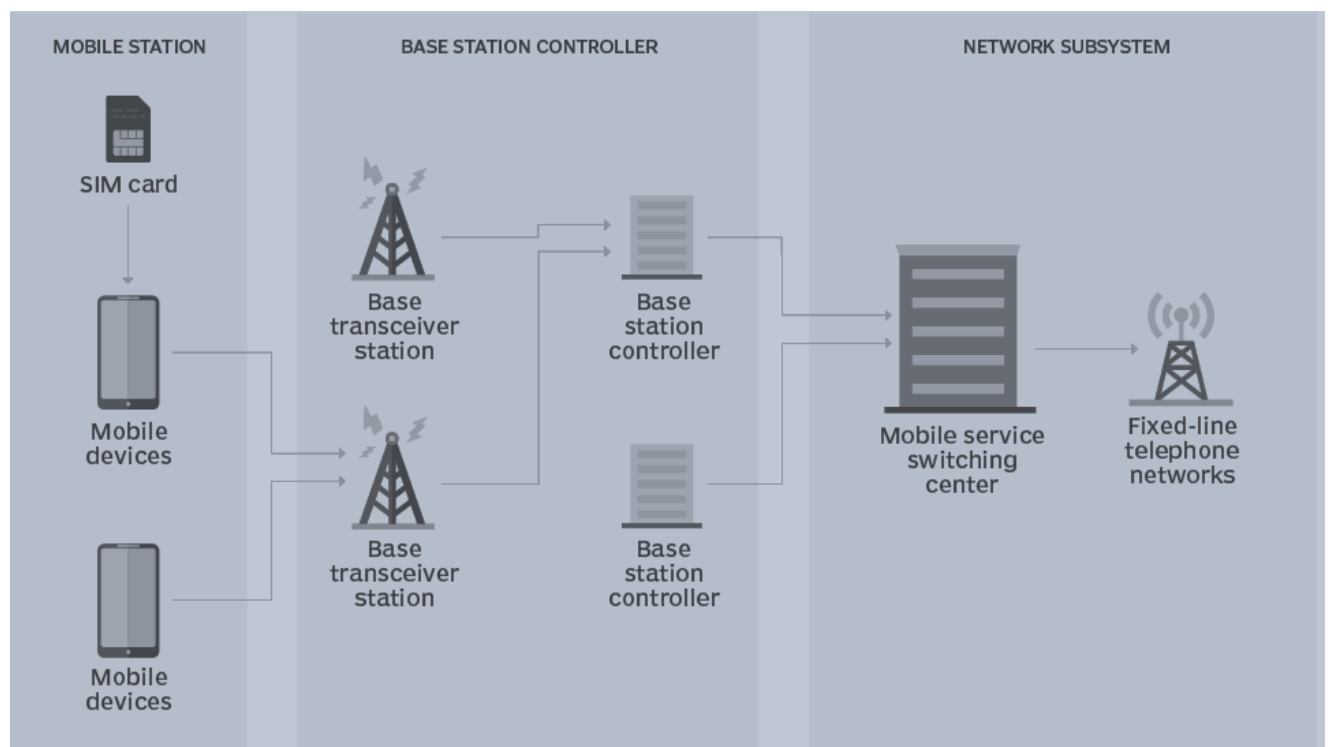 MOBILE STATION
BASE STATION CONTROLLER
NETWORK SUBSYSTEM
SIM card
Mobile
devices
Mobile
devices
Base
transceiver
station
Base
transceiver
station
Base
station
controller
Base
station
controller
Mobile service
switching
center
Fixed-line
telephone
networks